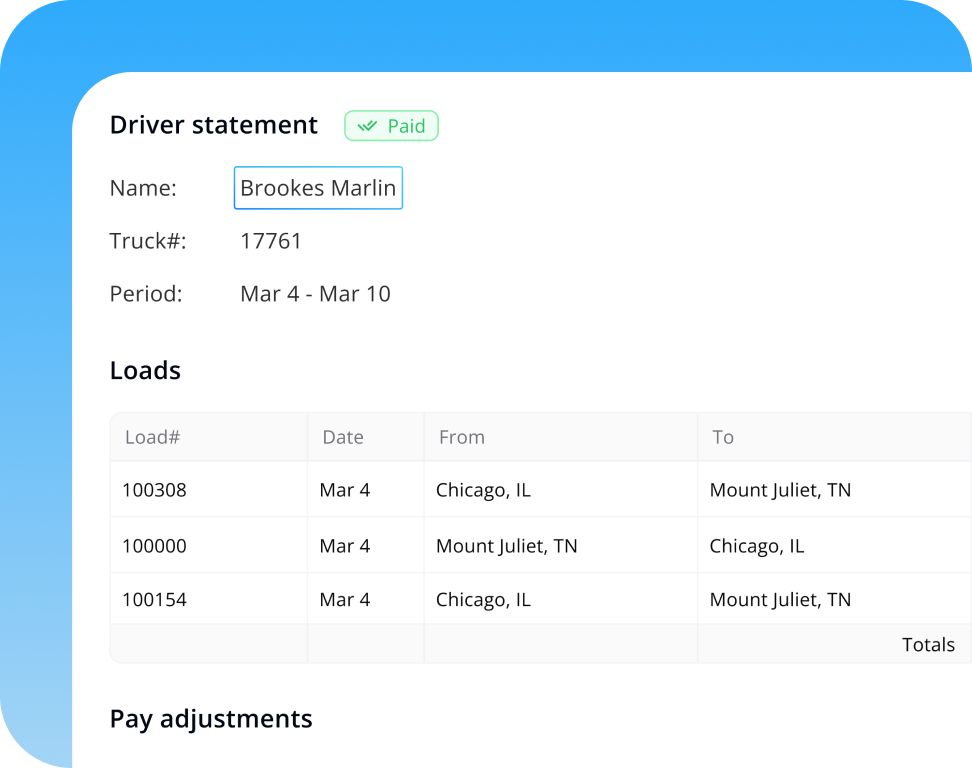 Driver statement Paid
Name: Brookes Marlin
Truck#: 17761
Period: Mar 4 - Mar 10
Loads
Load# Date From To
100308 Mar 4 Chicago, IL Mount Juliet, TN
100000 Mar 4 Mount Juliet, TN Chicago, IL
100154 Mar 4 Chicago, IL Mount Juliet, TN
Totals
Pay adjustments